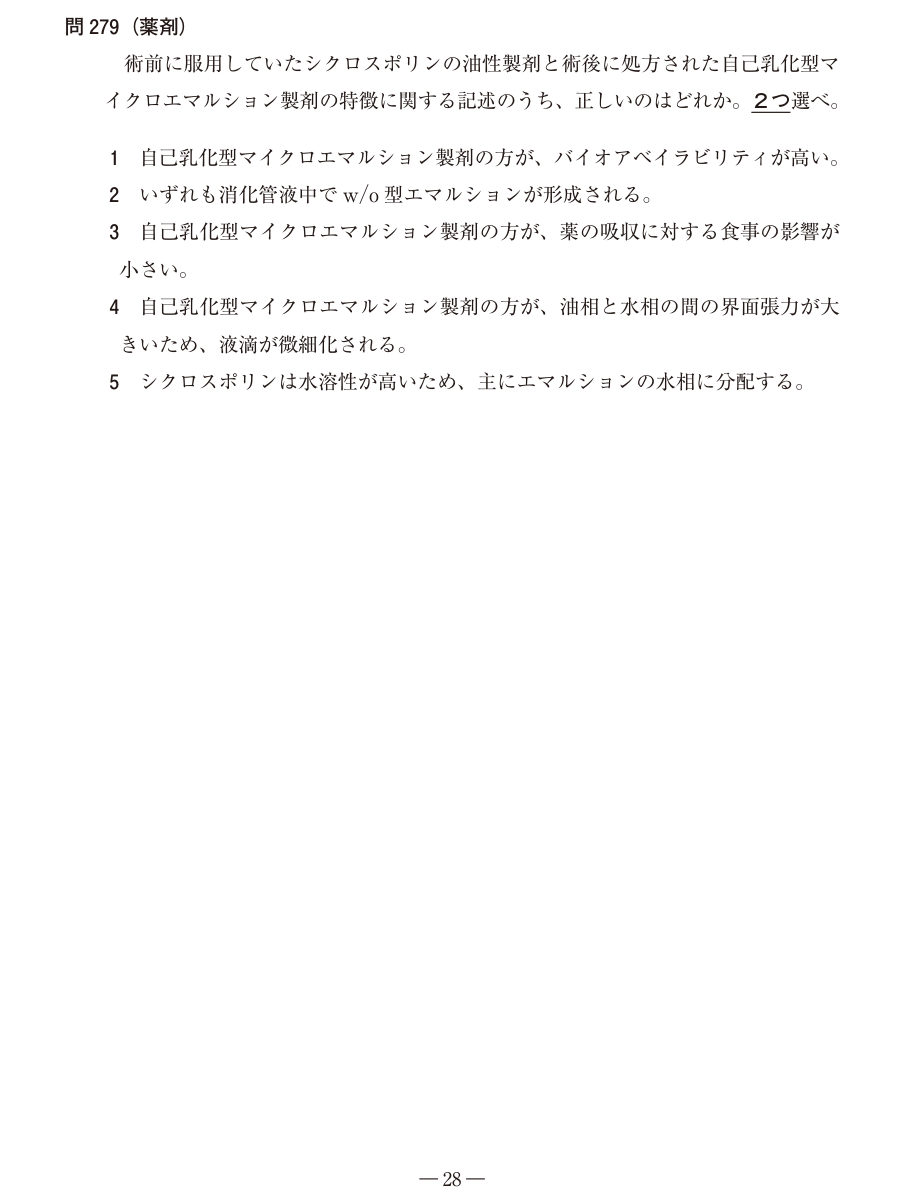 問 279（薬剤）
術前に服用していたシクロスポリンの油性製剤と術後に処方された自己乳化型マ
イクロエマルション製剤の特徴に関する記述のうち、正しいのはどれか。２つ選べ。
1　自己乳化型マイクロエマルション製剤の方が、バイオアベイラビリティが高い。
2　いずれも消化管液中で w/o 型エマルションが形成される。
3　自己乳化型マイクロエマルション製剤の方が、薬の吸収に対する食事の影響が
小さい。
4　自己乳化型マイクロエマルション製剤の方が、油相と水相の間の界面張力が大
きいため、液滴が微細化される。
5　シクロスポリンは水溶性が高いため、主にエマルションの水相に分配する。
— 28 —